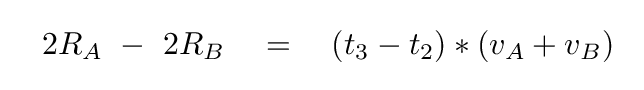 2R_A − 2R_B = (t_3 − t_2) ∗ (v_A + v_B)